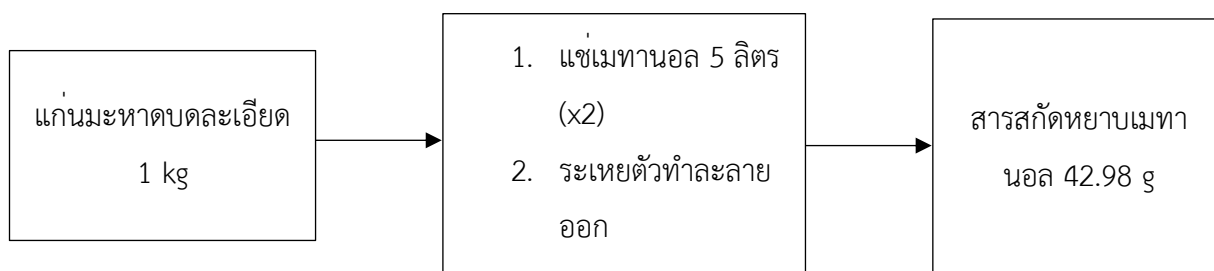 แก่นมะหาดบดละเอียด
1 kg
1. แช่เมทานอล 5 ลิตร
(x2)
2. ระเหยตัวทำละลาย
ออก
สารสกัดหยาบเมทา
นอล 42.98 g